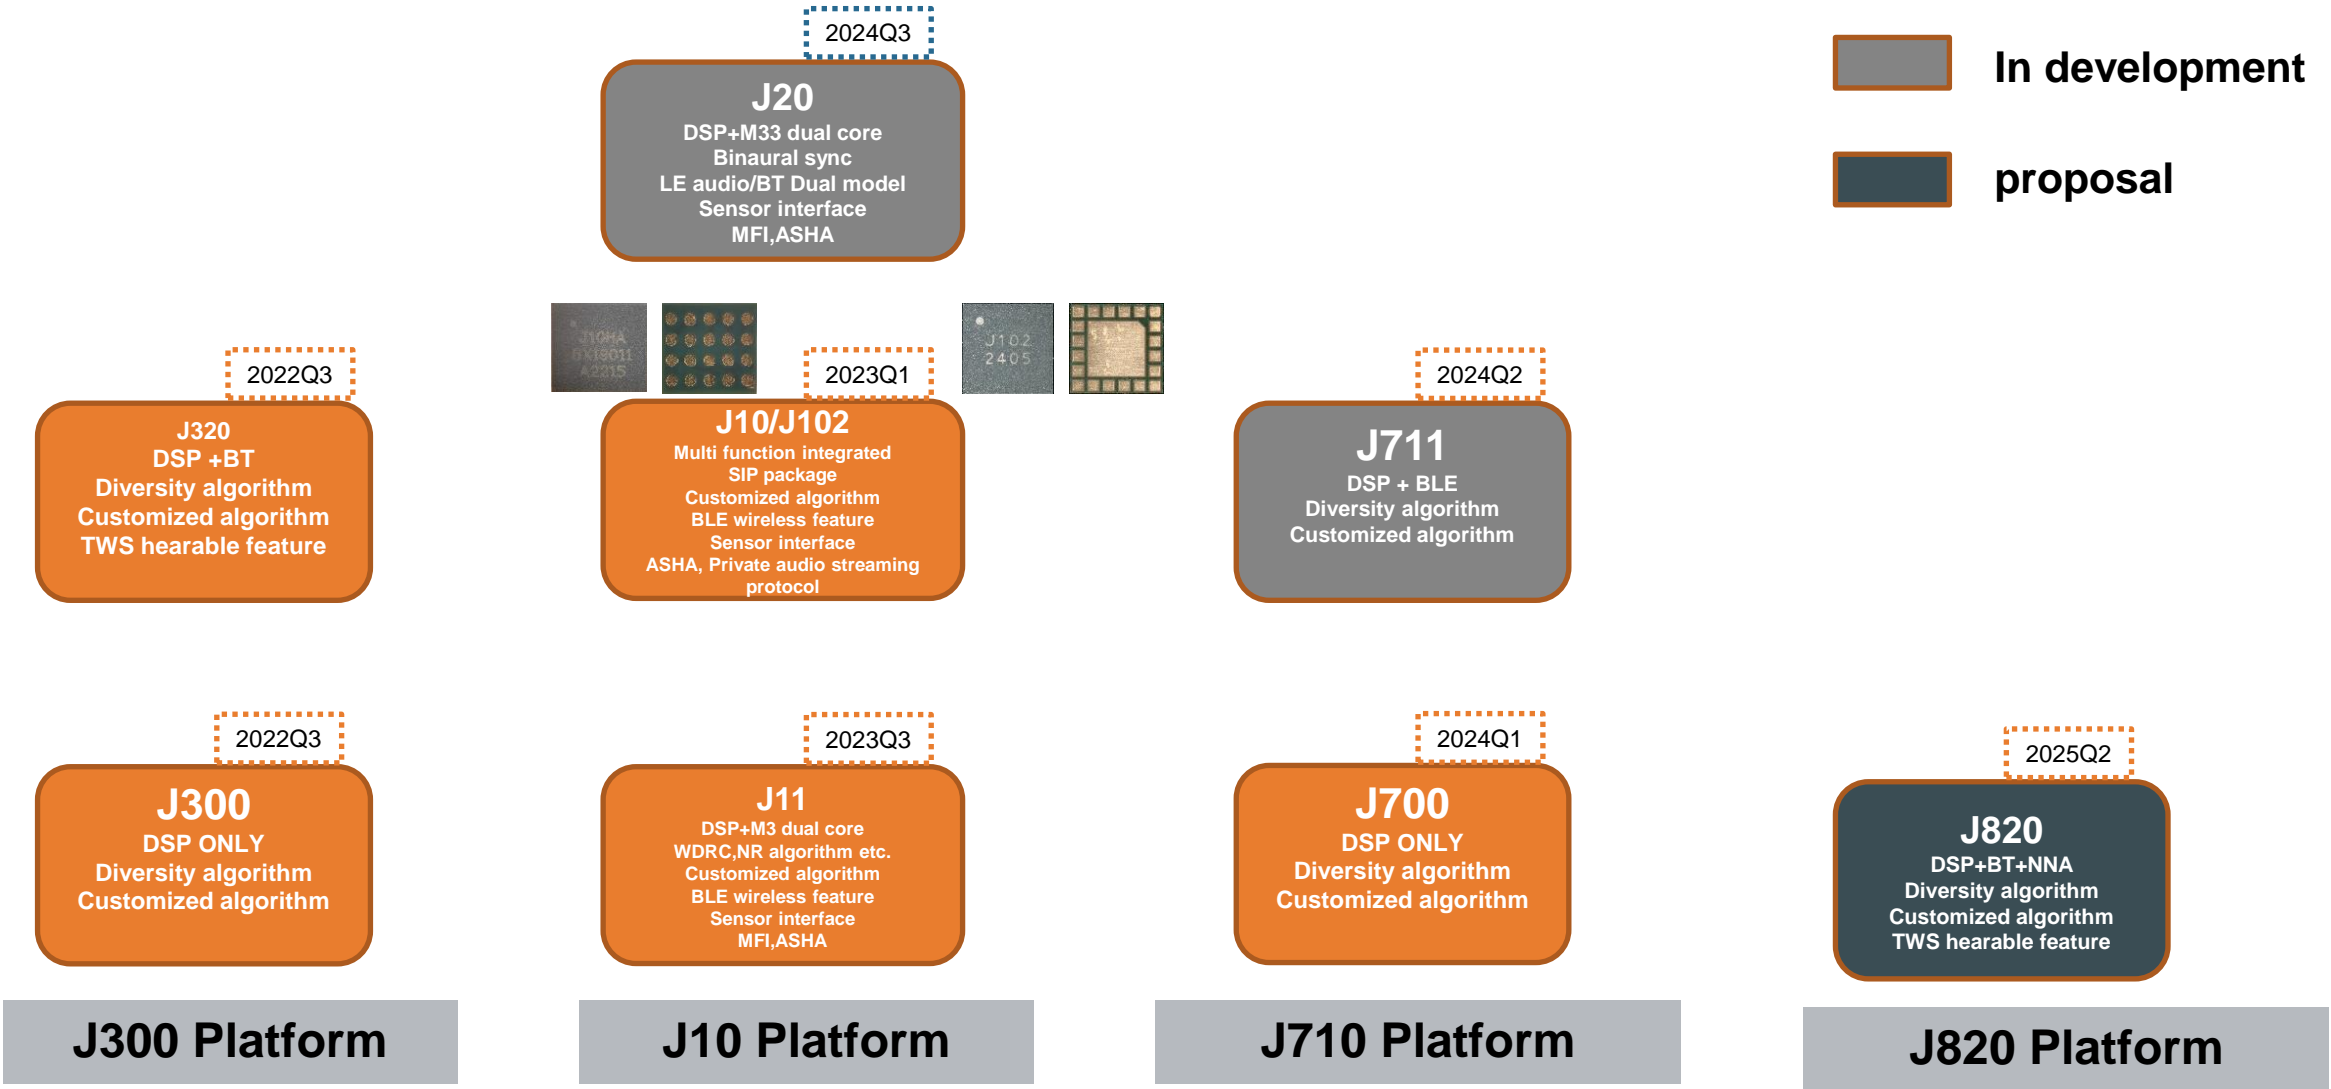 2024Q3
J20
DSP+M33 dual core
Binaural sync
LE audio/BT Dual model
Sensor interface
MFI,ASHA
In development
proposal
2022Q3
J320
DSP +BT
Diversity algorithm
Customized algorithm
TWS hearable feature
J10HA
BX19011
A2215
2023Q1
J102
2405
J10/J102
Multi function integrated
SIP package
Customized algorithm
BLE wireless feature
Sensor interface
ASHA, Private audio streaming
protocol
2024Q2
J711
DSP + BLE
Diversity algorithm
Customized algorithm
2022Q3
J300
DSP ONLY
Diversity algorithm
Customized algorithm
2023Q3
J11
DSP+M3 dual core
WDRC,NR algorithm etc.
Customized algorithm
BLE wireless feature
Sensor interface
MFI,ASHA
2024Q1
J700
DSP ONLY
Diversity algorithm
Customized algorithm
2025Q2
J820
DSP+BT+NNA
Diversity algorithm
Customized algorithm
TWS hearable feature
J300 Platform
J10 Platform
J710 Platform
J820 Platform